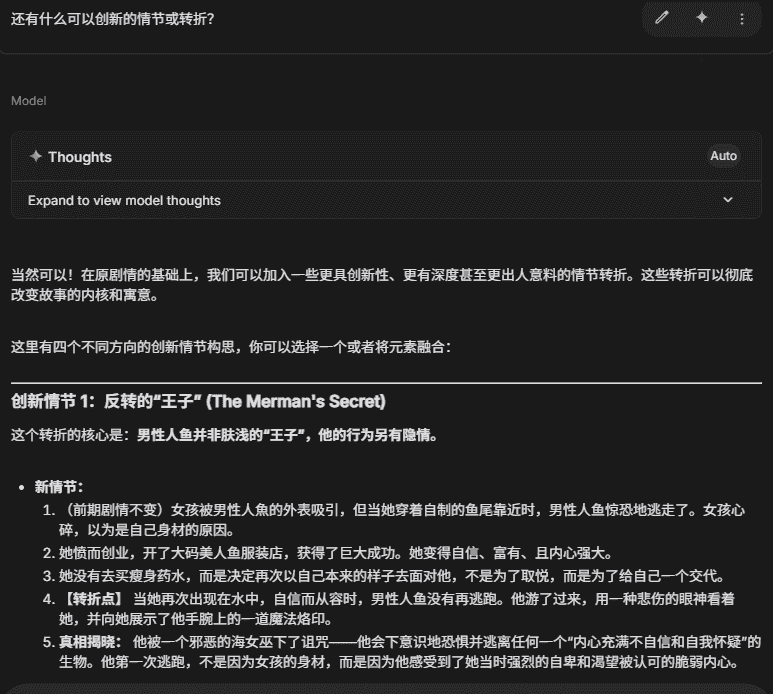 还有什么可以创新的情节或转折？
Model
Thoughts
Auto
Expand to view model thoughts
当然可以！在原剧情的基础上，我们可以加入一些更具创新性、更有深度甚至更出人意料的情节转折。这些转折可以彻底
改变故事的内核和寓意。
这里有四个不同方向的创新情节构思，你可以选择一个或者将元素融合：
创新情节 1：反转的“王子” (The Merman's Secret)
这个转折的核心是：男性人鱼并非肤浅的“王子”，他的行为另有隐情。
新情节：
1. （前期剧情不变）女孩被男性人魚的外表吸引，但当她穿着自制的鱼尾靠近时，男性人鱼惊恐地逃走了。女孩心
碎，以为是自己身材的原因。
2. 她愤而创业，开了大码美人鱼服装店，获得了巨大成功。她变得自信、富有、且内心强大。
3. 她没有去买瘦身药水，而是决定再次以自己本来的样子去面对他，不是为了取悦，而是为了给自己一个交代。
4. 【转折点】 当她再次出现在水中，自信而从容时，男性人鱼没有再逃跑。他游了过来，用一种悲伤的眼神看着
她，并向她展示了他手腕上的一道魔法烙印。
5. 真相揭晓： 他被一个邪恶的海女巫下了诅咒——他会下意识地恐惧并逃离任何一个“内心充满不自信和自我怀疑”的
生物。他第一次逃跑，不是因为女孩的身材，而是因为他感受到了她当时强烈的自卑和渴望被认可的脆弱内心。